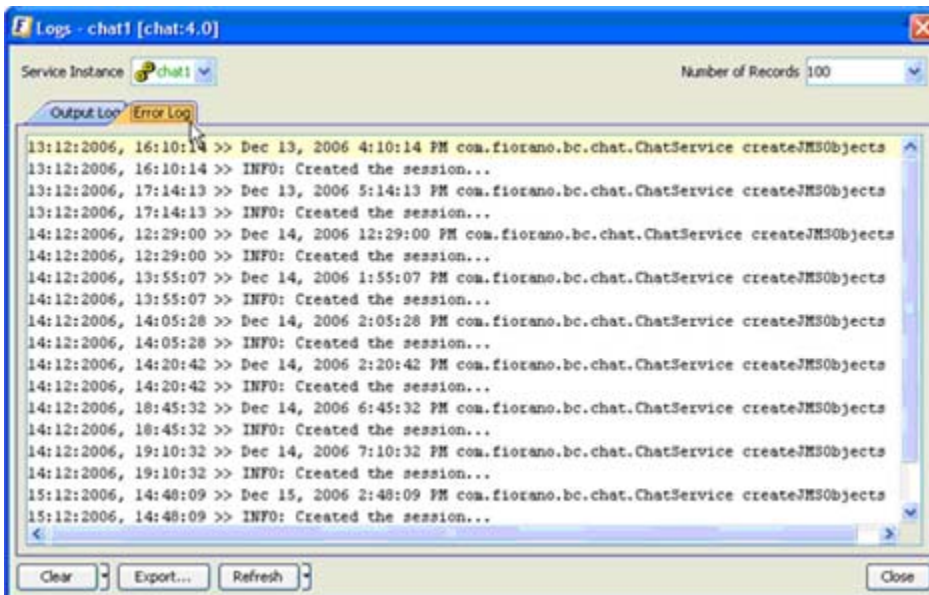 Logs - chat1 [chat:4.0]
Service Instance chat1 Number of Records 100
Output Log Error Log
13:12:2006, 16:10:14 >> Dec 13, 2006 4:10:14 PM com.fiorano.bc.chat.ChatService createJMSObjects
13:12:2006, 16:10:14 >> INFO: Created the session...
13:12:2006, 17:14:13 >> Dec 13, 2006 5:14:13 PM com.fiorano.bc.chat.ChatService createJMSObjects
13:12:2006, 17:14:13 >> INFO: Created the session...
14:12:2006, 12:29:00 >> Dec 14, 2006 12:29:00 PM com.fiorano.bc.chat.ChatService createJMSObjects
14:12:2006, 12:29:00 >> INFO: Created the session...
14:12:2006, 13:55:07 >> Dec 14, 2006 1:55:07 PM com.fiorano.bc.chat.ChatService createJMSObjects
14:12:2006, 13:55:07 >> INFO: Created the session...
14:12:2006, 14:05:28 >> Dec 14, 2006 2:05:28 PM com.fiorano.bc.chat.ChatService createJMSObjects
14:12:2006, 14:05:28 >> INFO: Created the session...
14:12:2006, 14:20:42 >> Dec 14, 2006 2:20:42 PM com.fiorano.bc.chat.ChatService createJMSObjects
14:12:2006, 14:20:42 >> INFO: Created the session...
14:12:2006, 18:45:32 >> Dec 14, 2006 6:45:32 PM com.fiorano.bc.chat.ChatService createJMSObjects
14:12:2006, 18:45:32 >> INFO: Created the session...
14:12:2006, 19:10:32 >> Dec 14, 2006 7:10:32 PM com.fiorano.bc.chat.ChatService createJMSObjects
14:12:2006, 19:10:32 >> INFO: Created the session...
15:12:2006, 14:48:09 >> Dec 15, 2006 2:48:09 PM com.fiorano.bc.chat.ChatService createJMSObjects
15:12:2006, 14:48:09 >> INFO: Created the session...
Clear Export... Refresh Close